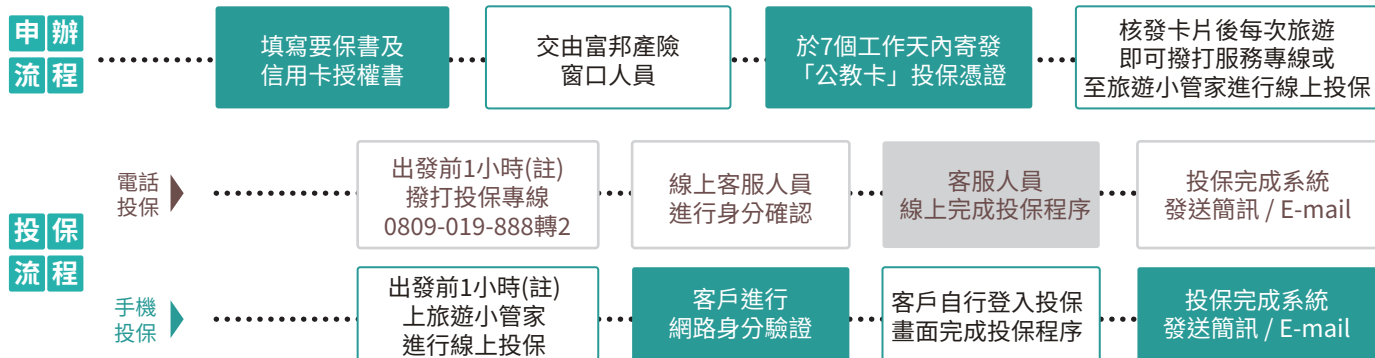 申辦
流程
填寫要保書及
信用卡授權書
交由富邦產險
窗口人員
於7個工作天內寄發
「公教卡」投保憑證
核發卡片後每次旅遊
即可撥打服務專線或
至旅遊小管家進行線上投保
投保
流程
電話
投保
出發前1小時(註)
撥打投保專線
0809-019-888轉2
線上客服人員
進行身分確認
客服人員
線上完成投保程序
投保完成系統
發送簡訊 / E-mail
手機
投保
出發前1小時(註)
上旅遊小管家
進行線上投保
客戶進行
網路身分驗證
客戶自行登入投保
畫面完成投保程序
投保完成系統
發送簡訊 / E-mail